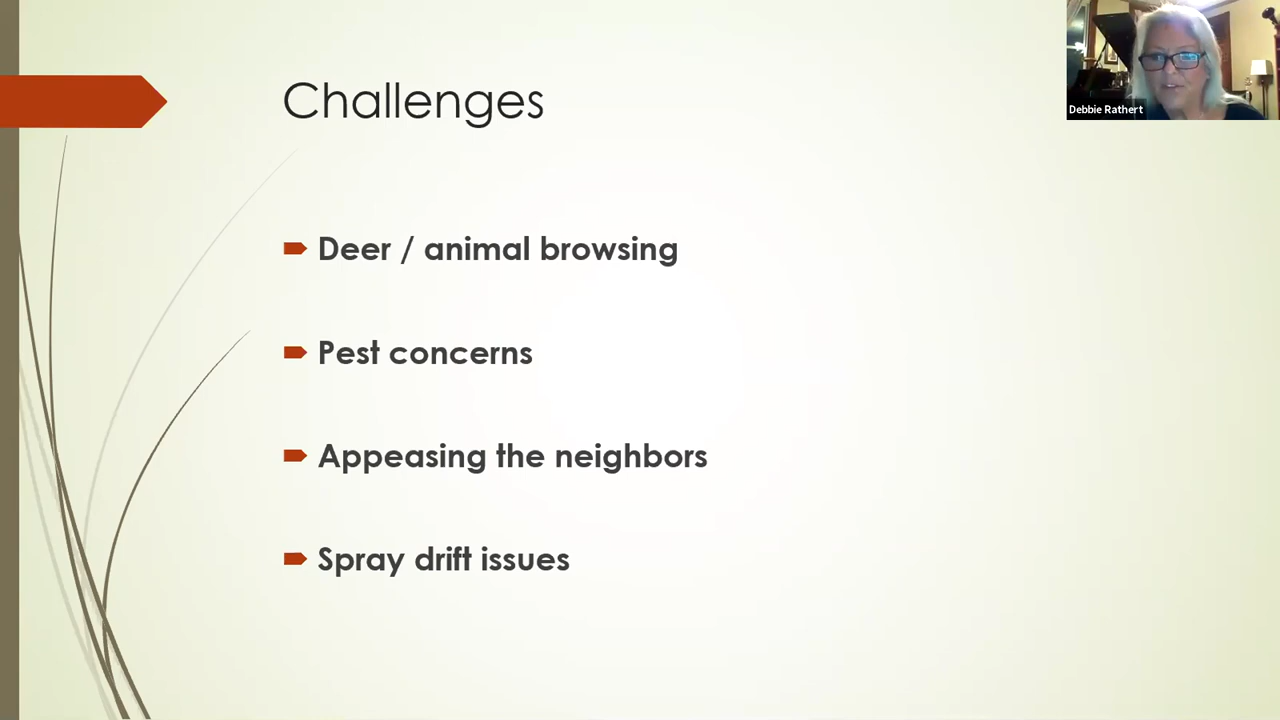 Challenges
Debbie Rathert
Deer / animal browsing
Pest concerns
Appeasing the neighbors
Spray drift issues